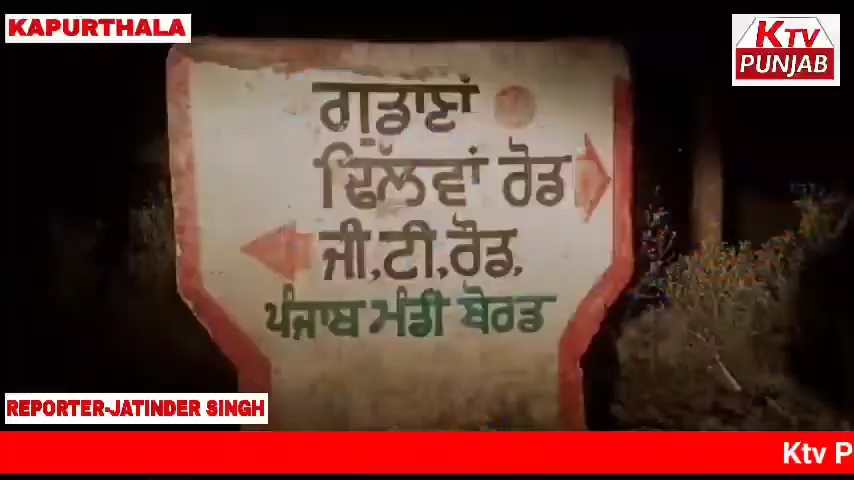 KAPURTHALA
KTV
PUNJAB
ਗੁਡਾਣਾਂ
ਢਿੱਲਵਾਂ ਰੋਡ
ਜੀ,ਟੀ,ਰੋਡ,
ਪੰਜਾਬ ਮੰਡੀ ਬੋਰਡ
REPORTER-JATINDER SINGH
Ktv P